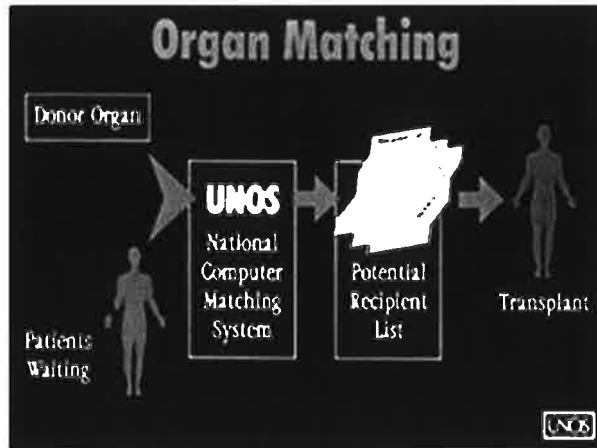 Organ Matching
Donor Organ
UNOS
National
Computer
Matching
System
Potential
Recipient
List
Patients
Waiting
Transplant
UNOS